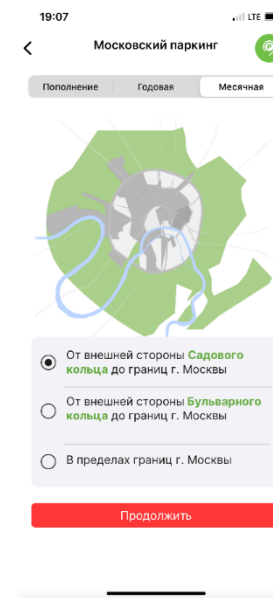 19:07
LTE
Московский паркинг
Пополнение Годовая Месячная
От внешней стороны Садового
кольца до границ г. Москвы
От внешней стороны Бульварного
кольца до границ г. Москвы
В пределах границ г. Москвы
Продолжить